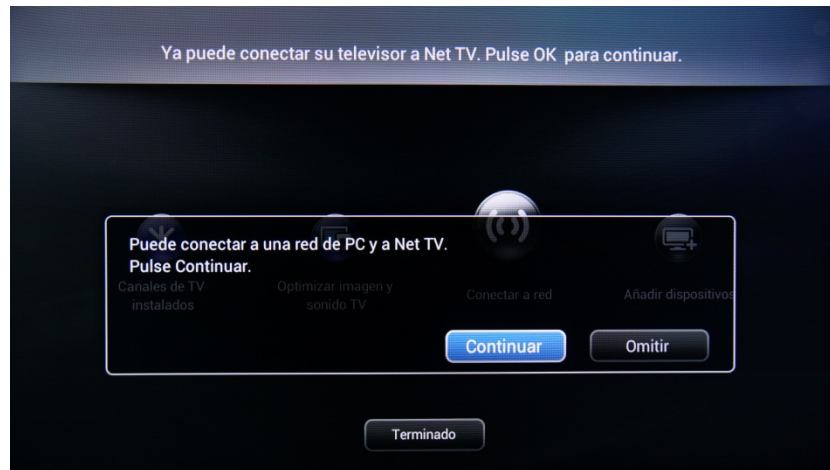 Ya puede conectar su televisor a Net TV. Pulse OK para continuar.
Puede conectar a una red de PC y a Net TV.
Pulse Continuar.
Canales de TV
instalados
Optimizar imagen y
sonido TV
Conectar a red
Añadir dispositivos
Continuar
Omitir
Terminado